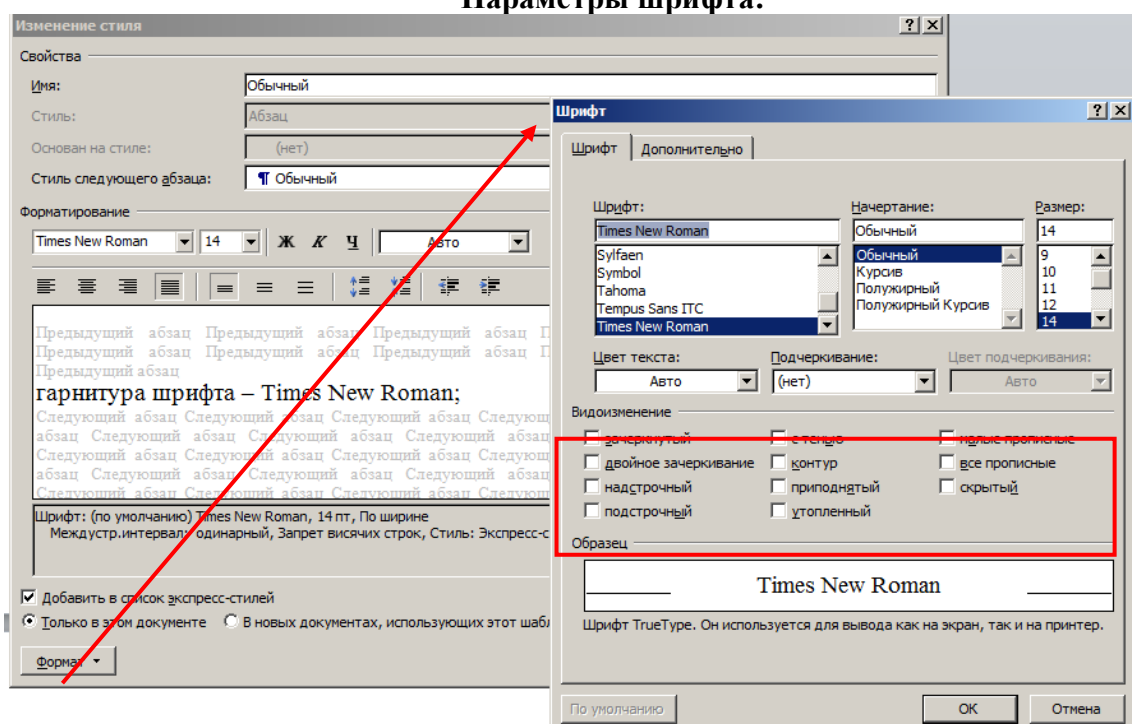 Параметры шрифта:
Изменение стиля
Свойства
Имя:
Обычный
Стиль:
Абзац
Основан на стиле:
(нет)
Стиль следующего абзаца:
¶ Обычный
Форматирование
Times New Roman 14 Ж К Ч Авто
Предыдущий абзац Предыдущий абзац Предыдущий абзац П
Предыдущий абзац Предыдущий абзац Предыдущий абзац П
Предыдущий абзац
гарнитура шрифта – Times New Roman;
Следующий абзац Следующий абзац Следующий абзац Следующ
абзац Следующий абзац Следующий абзац Следующий абзац
Следующий абзац Следующий абзац Следующий абзац Следующ
абзац Следующий абзац Следующий абзац Следующий абзац
Следующий абзац Следующий абзац Следующий абзац Следующ
Шрифт: (по умолчанию) Times New Roman, 14 пт, По ширине
Междустр.интервал: одинарный, Запрет висячих строк, Стиль: Экспресс-с
Добавить в список экспресс-стилей
Только в этом документе В новых документах, использующих этот шаб
Формат
Шрифт
Шрифт Дополнительно
Шрифт: Начертание: Размер:
Times New Roman Обычный 14
Sylfaen Обычный 9
Symbol Курсив 10
Tahoma Полужирный 11
Tempus Sans ITC Полужирный Курсив 12
Times New Roman 14
Цвет текста: Подчеркивание: Цвет подчеркивания:
Авто (нет) Авто
Видоизменение
зачеркнутый с тенью малые прописные
двойное зачеркивание контур все прописные
надстрочный приподнятый скрытый
подстрочный утопленный
Образец
Times New Roman
Шрифт TrueType. Он используется для вывода как на экран, так и на принтер.
По умолчанию ОК Отмена